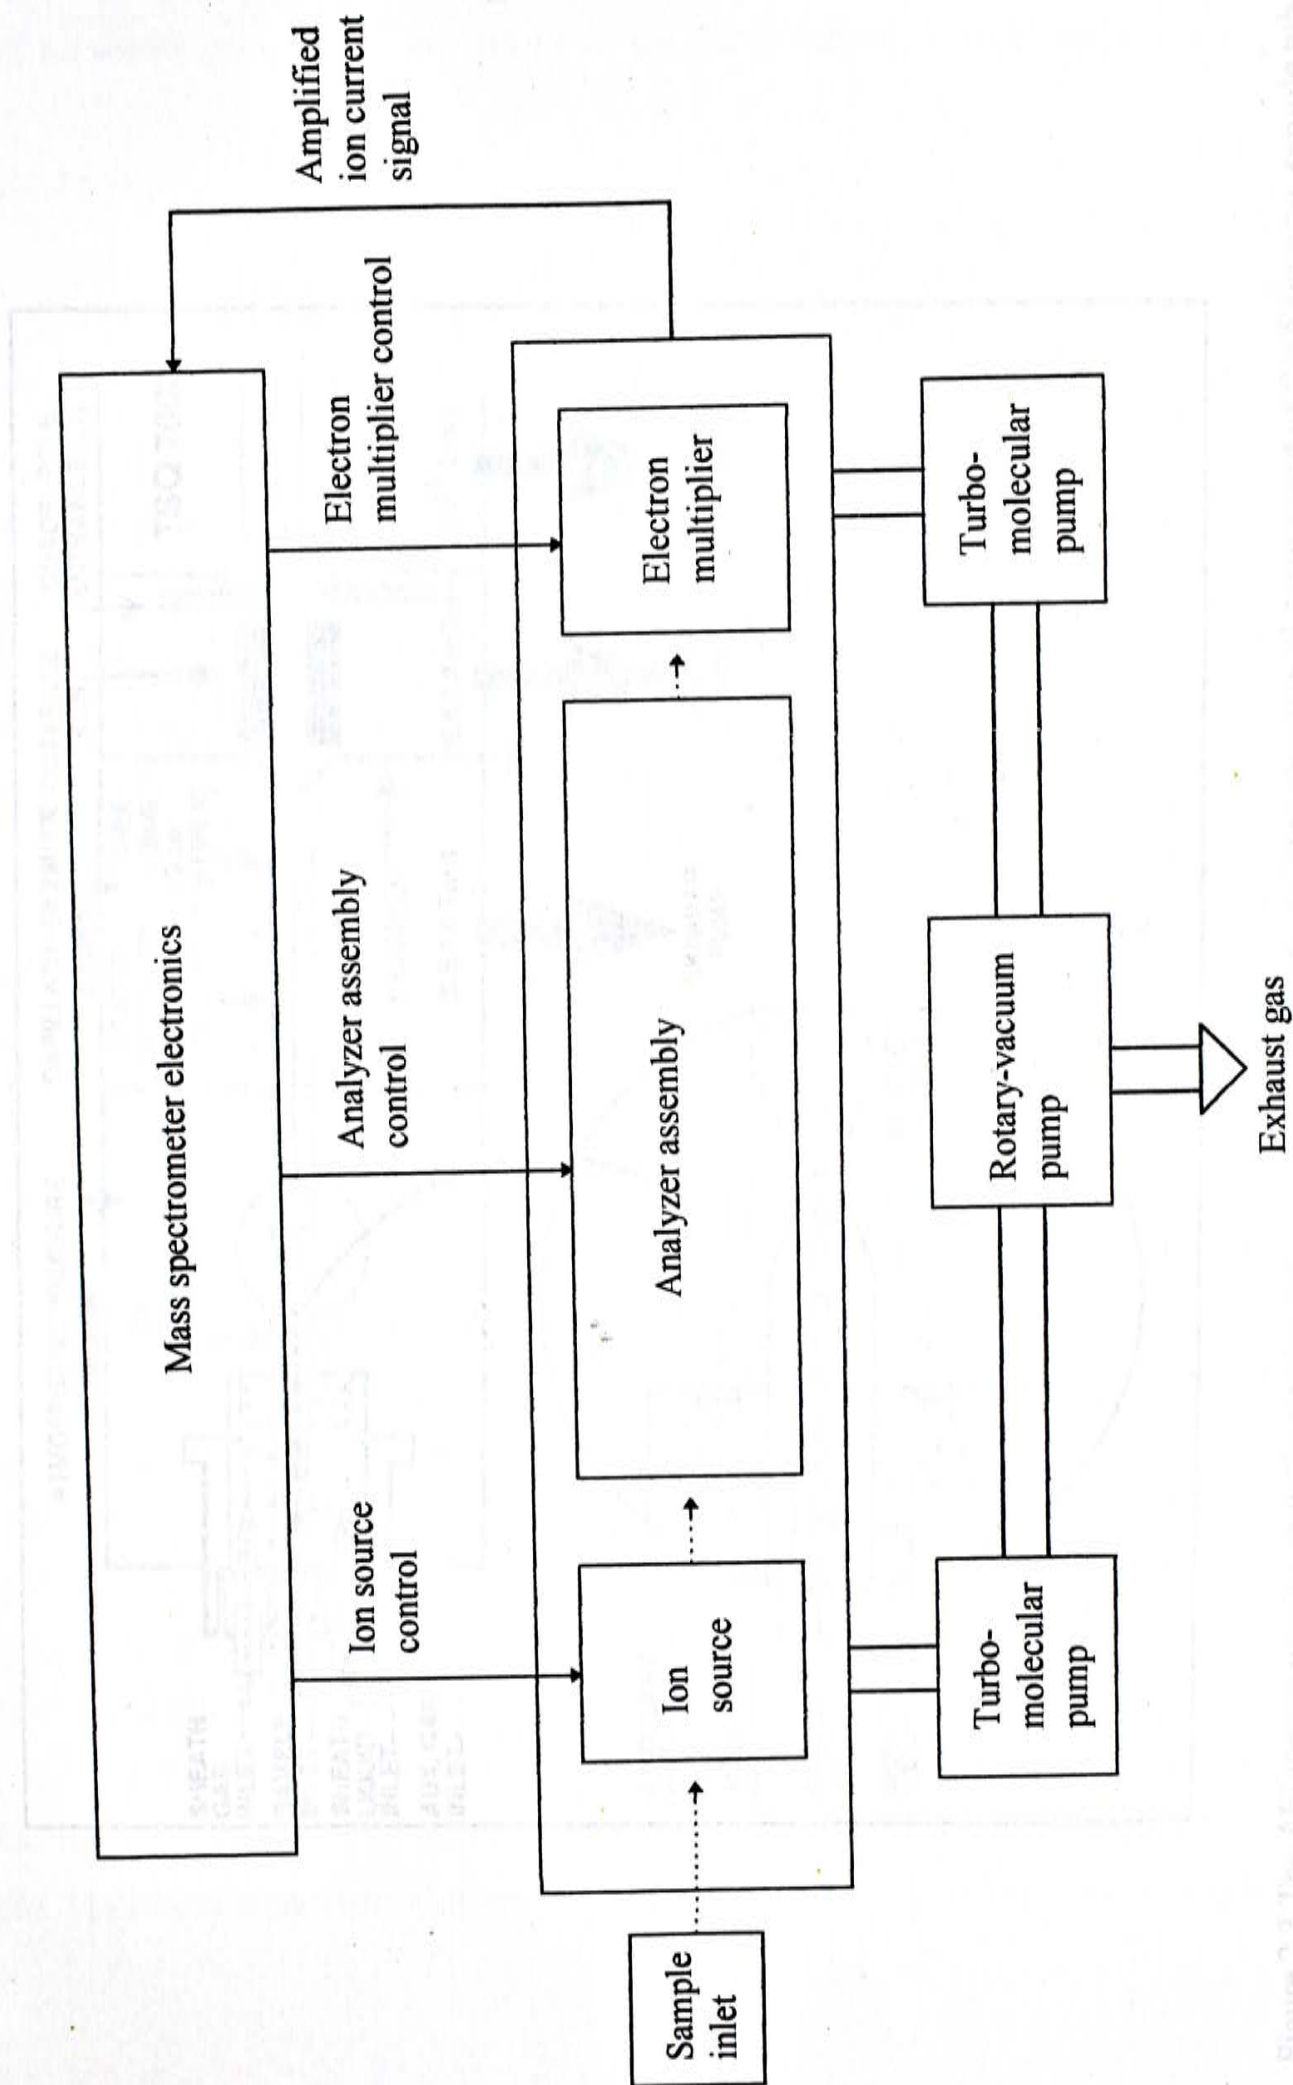 Mass spectrometer electronics
Amplified
ion current
signal
Ion source
control
Analyzer assembly
control
Electron
multiplier control
Sample
inlet
Ion
source
Analyzer assembly
Electron
multiplier
Turbo-
molecular
pump
Rotary-vacuum
pump
Turbo-
molecular
pump
Exhaust gas